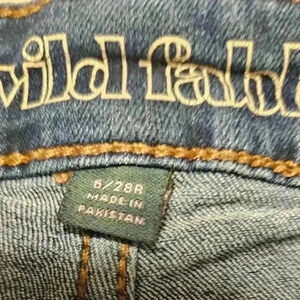 wild fabl
6/28R
MADE IN
PAKISTAN